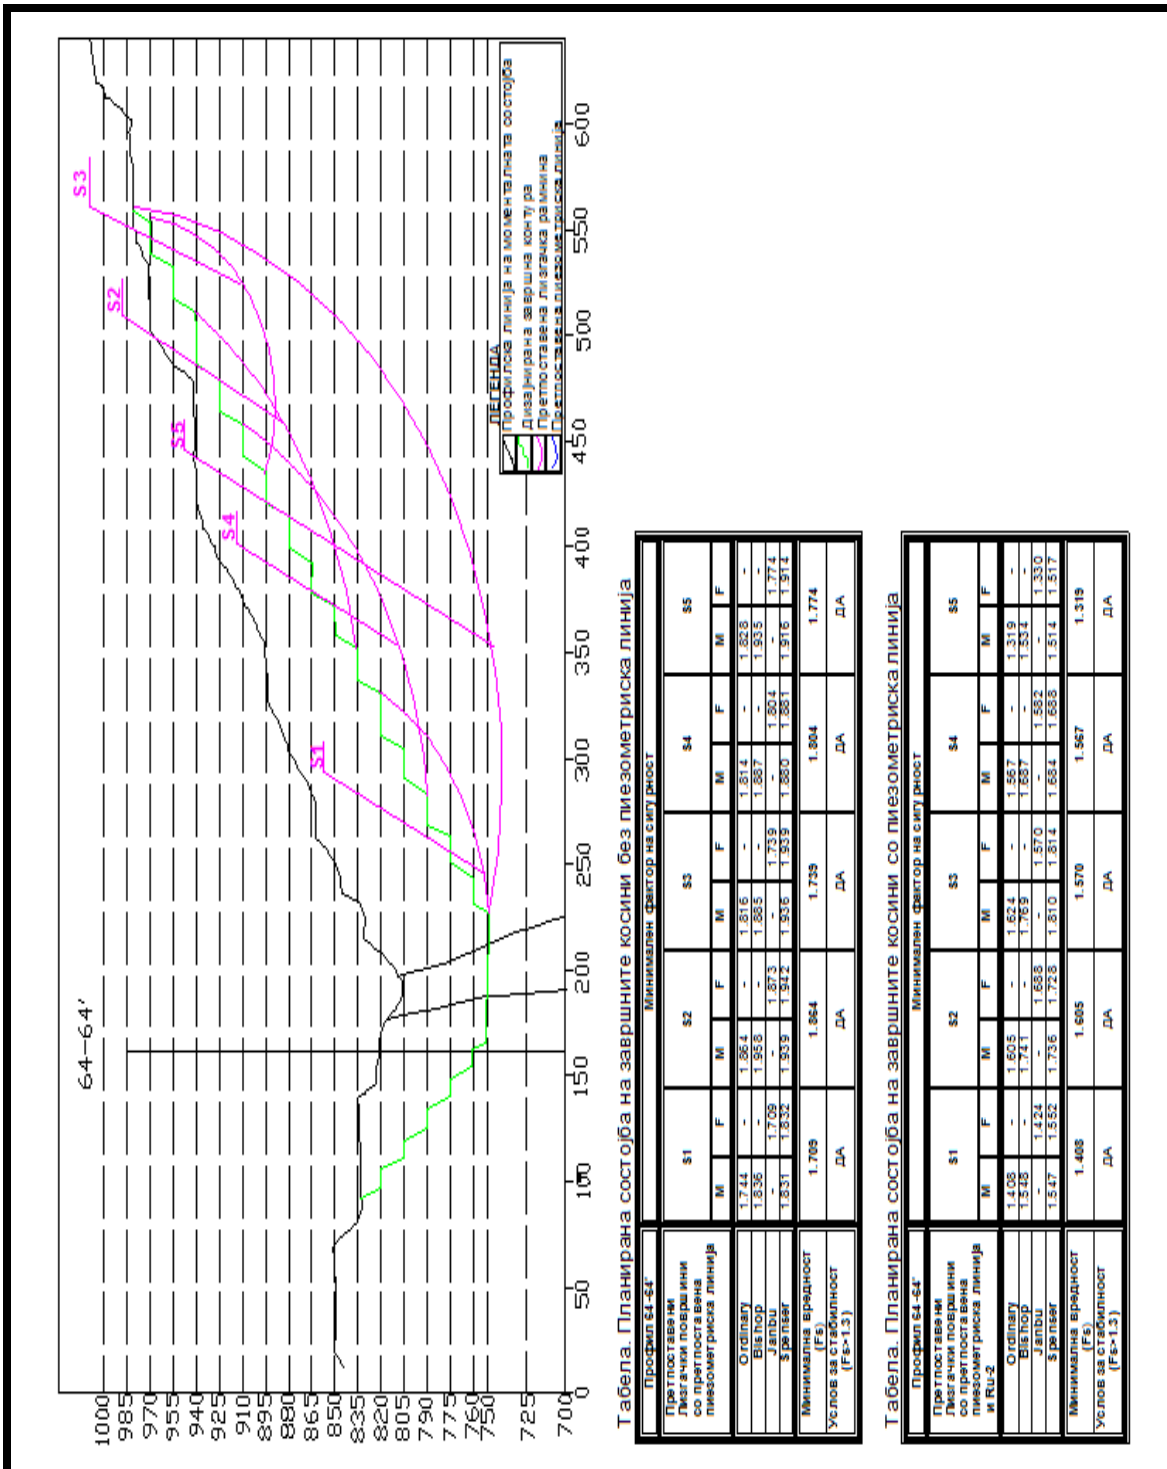 64-64'
S3
S2
S5
S4
S1
1000
985
970
955
940
925
910
895
880
865
850
835
820
805
790
775
760
750
725
700
0
50
100
150
200
250
300
350
400
450
500
550
600
ЛЕГЕНДА
Профилска линија на моменталната состојба
Дизајнирана завршна контура
Претпоставена лизгачка рамнина
Претпоставена пиезометриска линија
Табела. Планирана состојба на завршните косини без пиезометриска линија
Профил 64-64' Минимален фактор на сигурност
Претпоставени
Лизгачки површини
со претпоставена
пиезометриска линија
S1 S2 S3 S4 S5
M F M F M F M F M F
Ordinary 1.744 - 1.864 - 1.816 - 1.814 - 1.828 -
Bishop 1.836 - 1.958 - 1.885 - 1.887 - 1.935 -
Janbu - 1.709 - 1.873 - 1.739 - 1.804 - 1.774
Spenser 1.831 1.832 1.939 1.942 1.936 1.939 1.880 1.881 1.916 1.914
Минимална вредност
(Fs)
1.709 1.864 1.739 1.804 1.774
Услов за стабилност
(Fs>1.3)
ДА ДА ДА ДА ДА
Табела. Планирана состојба на завршните косини со пиезометриска линија
Профил 64-64' Минимален фактор на сигурност
Претпоставени
Лизгачки површини
со претпоставена
пиезометриска линија
и Ru-2
S1 S2 S3 S4 S5
M F M F M F M F M F
Ordinary 1.408 - 1.605 - 1.624 - 1.567 - 1.319 -
Bishop 1.548 - 1.741 - 1.769 - 1.687 - 1.534 -
Janbu - 1.424 - 1.688 - 1.570 - 1.582 - 1.330
Spenser 1.547 1.552 1.736 1.728 1.810 1.814 1.684 1.688 1.514 1.517
Минимална вредност
(Fs)
1.408 1.605 1.570 1.567 1.319
Услов за стабилност
(Fs>1.3)
ДА ДА ДА ДА ДА